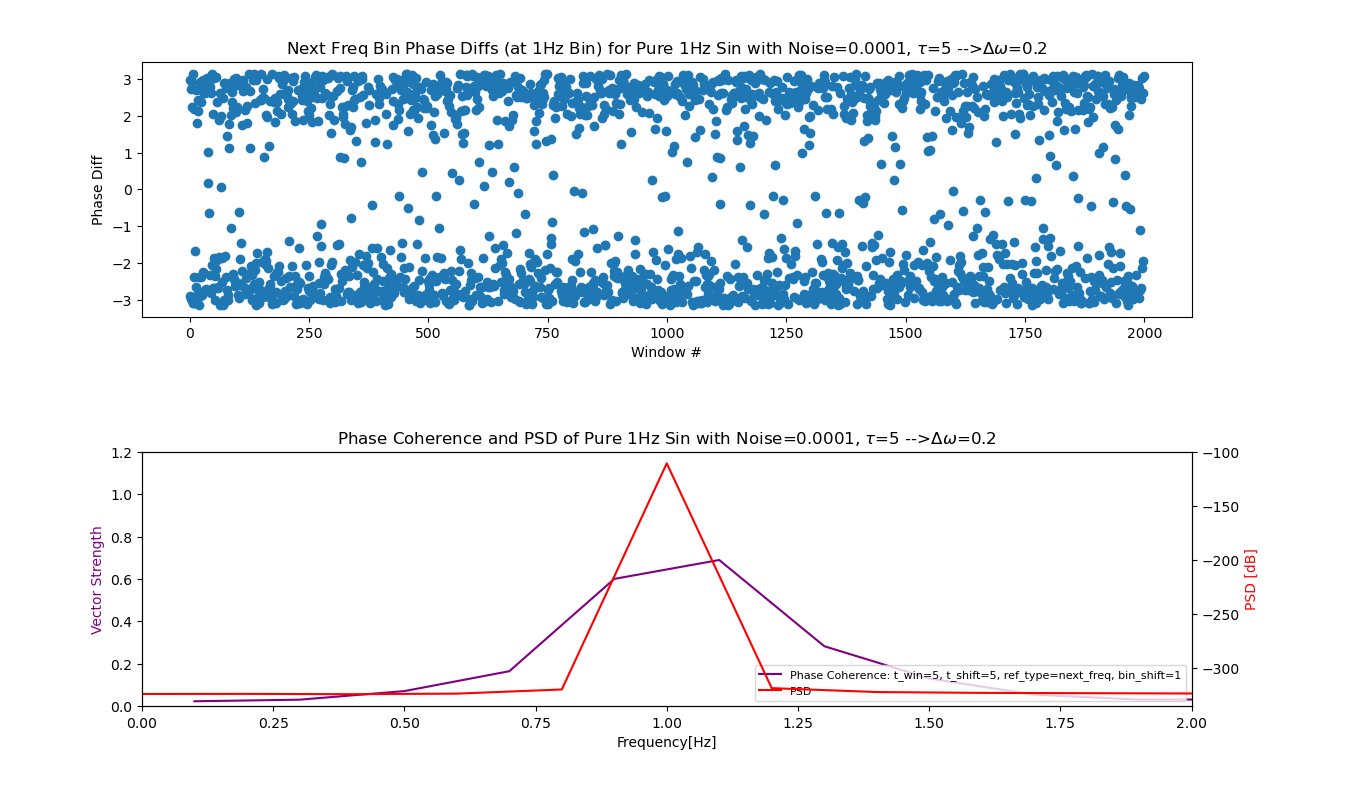 Next Freq Bin Phase Diffs (at 1Hz Bin) for Pure 1Hz Sin with Noise=0.0001, τ=5 -->Δω=0.2
Phase Diff
3
2
1
0
−1
−2
−3
0 250 500 750 1000 1250 1500 1750 2000
Window #
Phase Coherence and PSD of Pure 1Hz Sin with Noise=0.0001, τ=5 -->Δω=0.2
Vector Strength
1.2
1.0
0.8
0.6
0.4
0.2
0.0
−100
−150
−200
−250
−300
PSD [dB]
Phase Coherence: t_win=5, t_shift=5, ref_type=next_freq, bin_shift=1
PSD
0.00 0.25 0.50 0.75 1.00 1.25 1.50 1.75 2.00
Frequency[Hz]